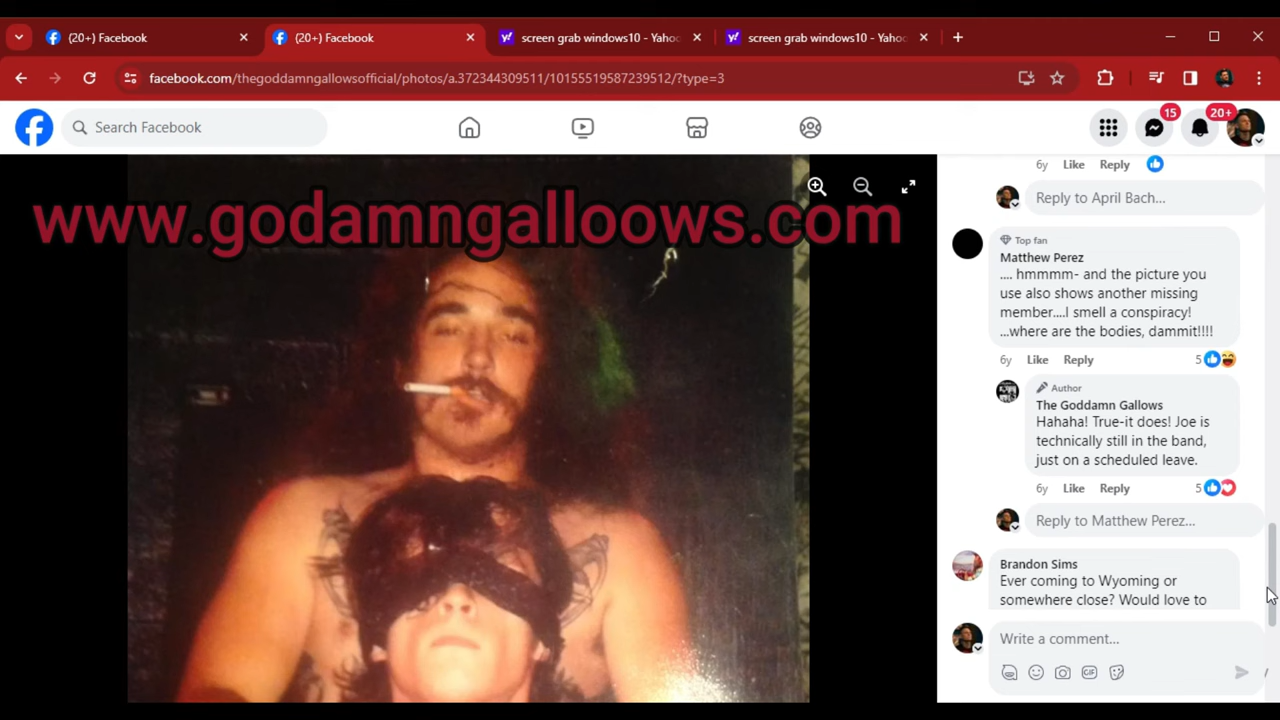 (20+) Facebook
(20+) Facebook
screen grab windows10 - Yahoo
screen grab windows10 - Yahoo
facebook.com/thegoddamngallowsofficial/photos/a.372344309511/10155519587239512/?type=3
Search Facebook
15
20+
www.godamngalloows.com
6y Like Reply
Reply to April Bach...
Top fan
Matthew Perez
.... hmmmm- and the picture you
use also shows another missing
member....I smell a conspiracy!
...where are the bodies, dammit!!!!
6y Like Reply 5
Author
The Goddamn Gallows
Hahaha! True-it does! Joe is
technically still in the band,
just on a scheduled leave.
6y Like Reply 5
Reply to Matthew Perez...
Brandon Sims
Ever coming to Wyoming or
somewhere close? Would love to
Write a comment...
GIF